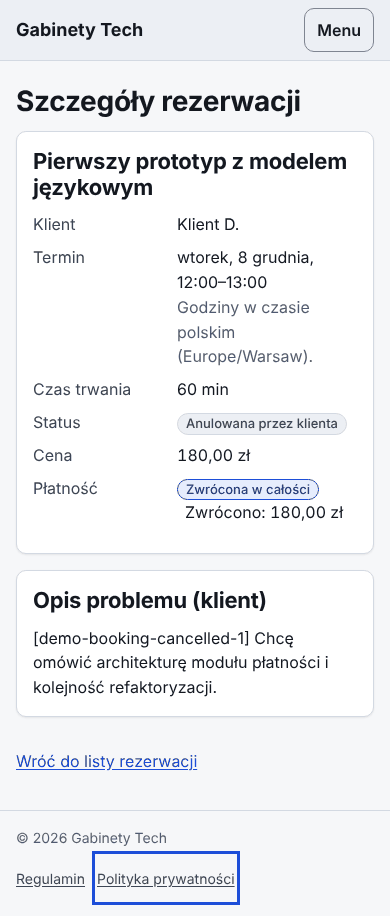 Gabinety Tech
Menu
Szczegóły rezerwacji
Pierwszy prototyp z modelem
językowym
Klient
Klient D.
Termin
wtorek, 8 grudnia,
12:00–13:00
Godziny w czasie
polskim
(Europe/Warsaw).
Czas trwania
60 min
Status
Anulowana przez klienta
Cena
180,00 zł
Płatność
Zwrócona w całości
Zwrócono: 180,00 zł
Opis problemu (klient)
[demo-booking-cancelled-1] Chcę
omówić architekturę modułu płatności i
kolejność refaktoryzacji.
Wróć do listy rezerwacji
© 2026 Gabinety Tech
Regulamin
Polityka prywatności